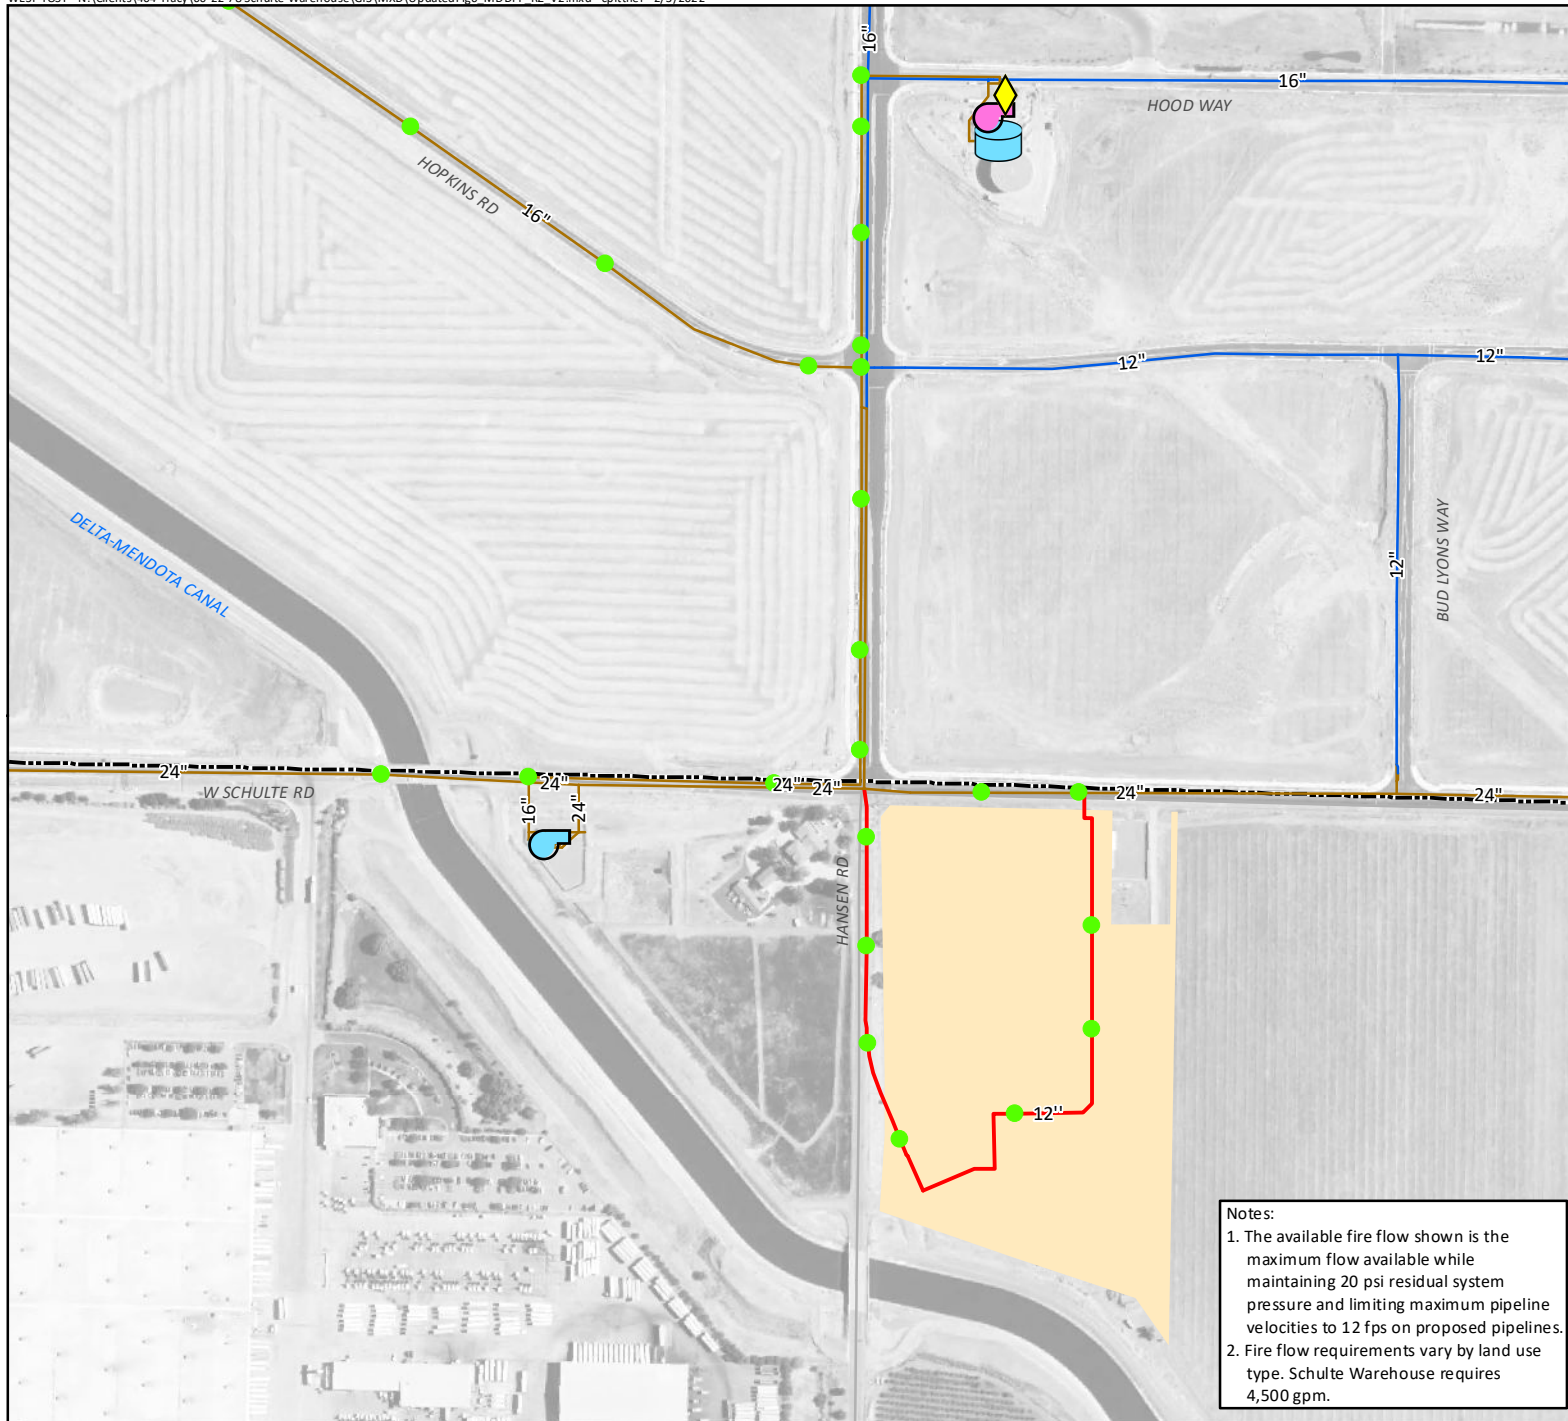 16"
16"
HOOD WAY
HOPKINS RD
16"
12"
12"
DELTA-MENDOTA CANAL
12"
BUD LYONS WAY
24"
W SCHULTE RD
24"
24"
24"
24"
24"
16"
24"
HANSEN RD
12''
Notes:
1. The available fire flow shown is the
maximum flow available while
maintaining 20 psi residual system
pressure and limiting maximum pipeline
velocities to 12 fps on proposed pipelines.
2. Fire flow requirements vary by land use
type. Schulte Warehouse requires
4,500 gpm.